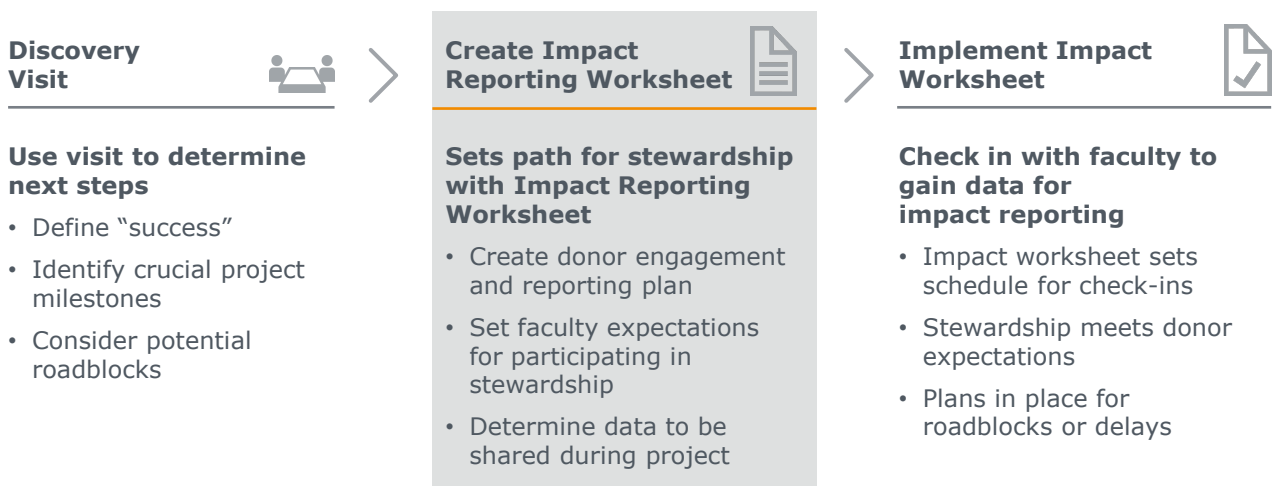 Discovery
Visit
Use visit to determine
next steps
• Define “success”
• Identify crucial project
milestones
• Consider potential
roadblocks
Create Impact
Reporting Worksheet
Sets path for stewardship
with Impact Reporting
Worksheet
• Create donor engagement
and reporting plan
• Set faculty expectations
for participating in
stewardship
• Determine data to be
shared during project
Implement Impact
Worksheet
Check in with faculty to
gain data for
impact reporting
• Impact worksheet sets
schedule for check-ins
• Stewardship meets donor
expectations
• Plans in place for
roadblocks or delays